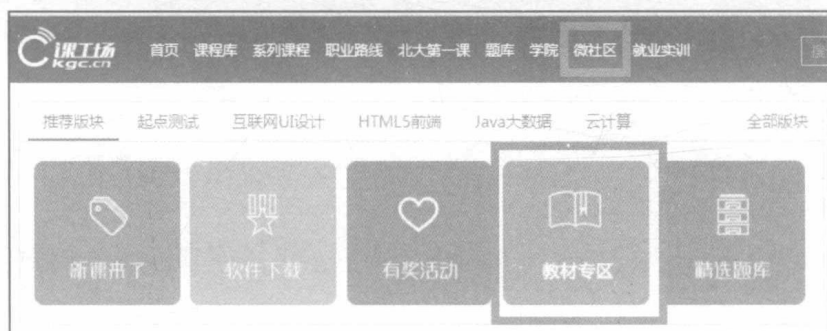 课工场 首页 课程库 系列课程 职业路线 北大第一课 题库 学院 微社区 就业实训
kgc.cn
推荐版块 起点测试 互联网UI设计 HTML5前端 Java大数据 云计算 全部版块
新课来了 软件下载 有奖活动 教材专区 精选题库